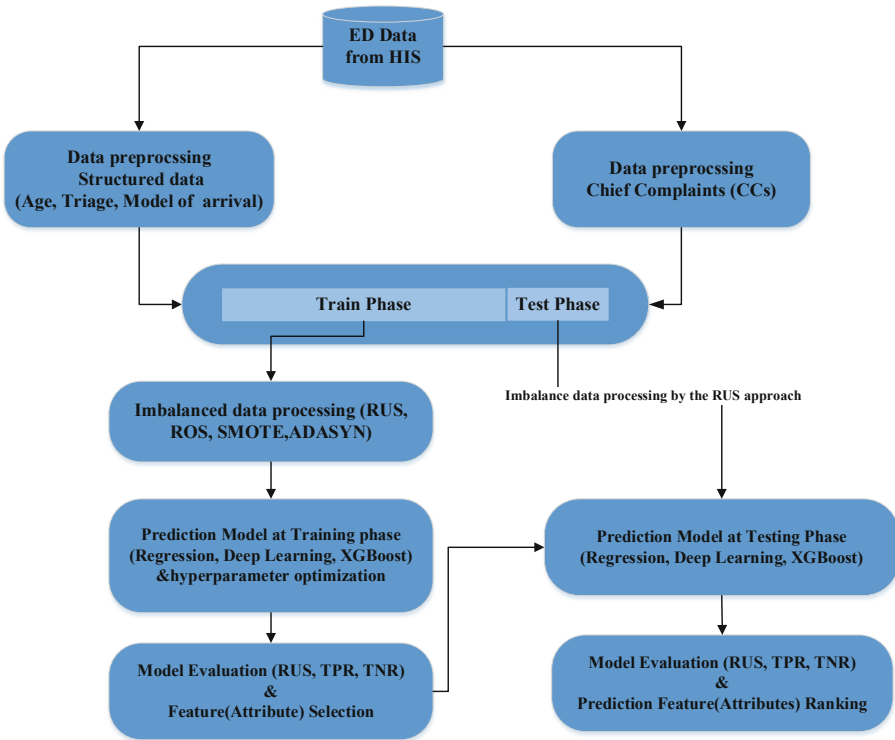 ED Data
from HIS
Data preprocssing
Structured data
(Age, Triage, Model of arrival)
Data preprocssing
Chief Complaints (CCs)
Train Phase
Test Phase
Imbalanced data processing (RUS,
ROS, SMOTE,ADASYN)
Imbalance data processing by the RUS approach
Prediction Model at Training phase
(Regression, Deep Learning, XGBoost)
&hyperparameter optimization
Prediction Model at Testing Phase
(Regression, Deep Learning, XGBoost)
Model Evaluation (RUS, TPR, TNR)
&
Feature(Attribute) Selection
Model Evaluation (RUS, TPR, TNR)
&
Prediction Feature(Attributes) Ranking